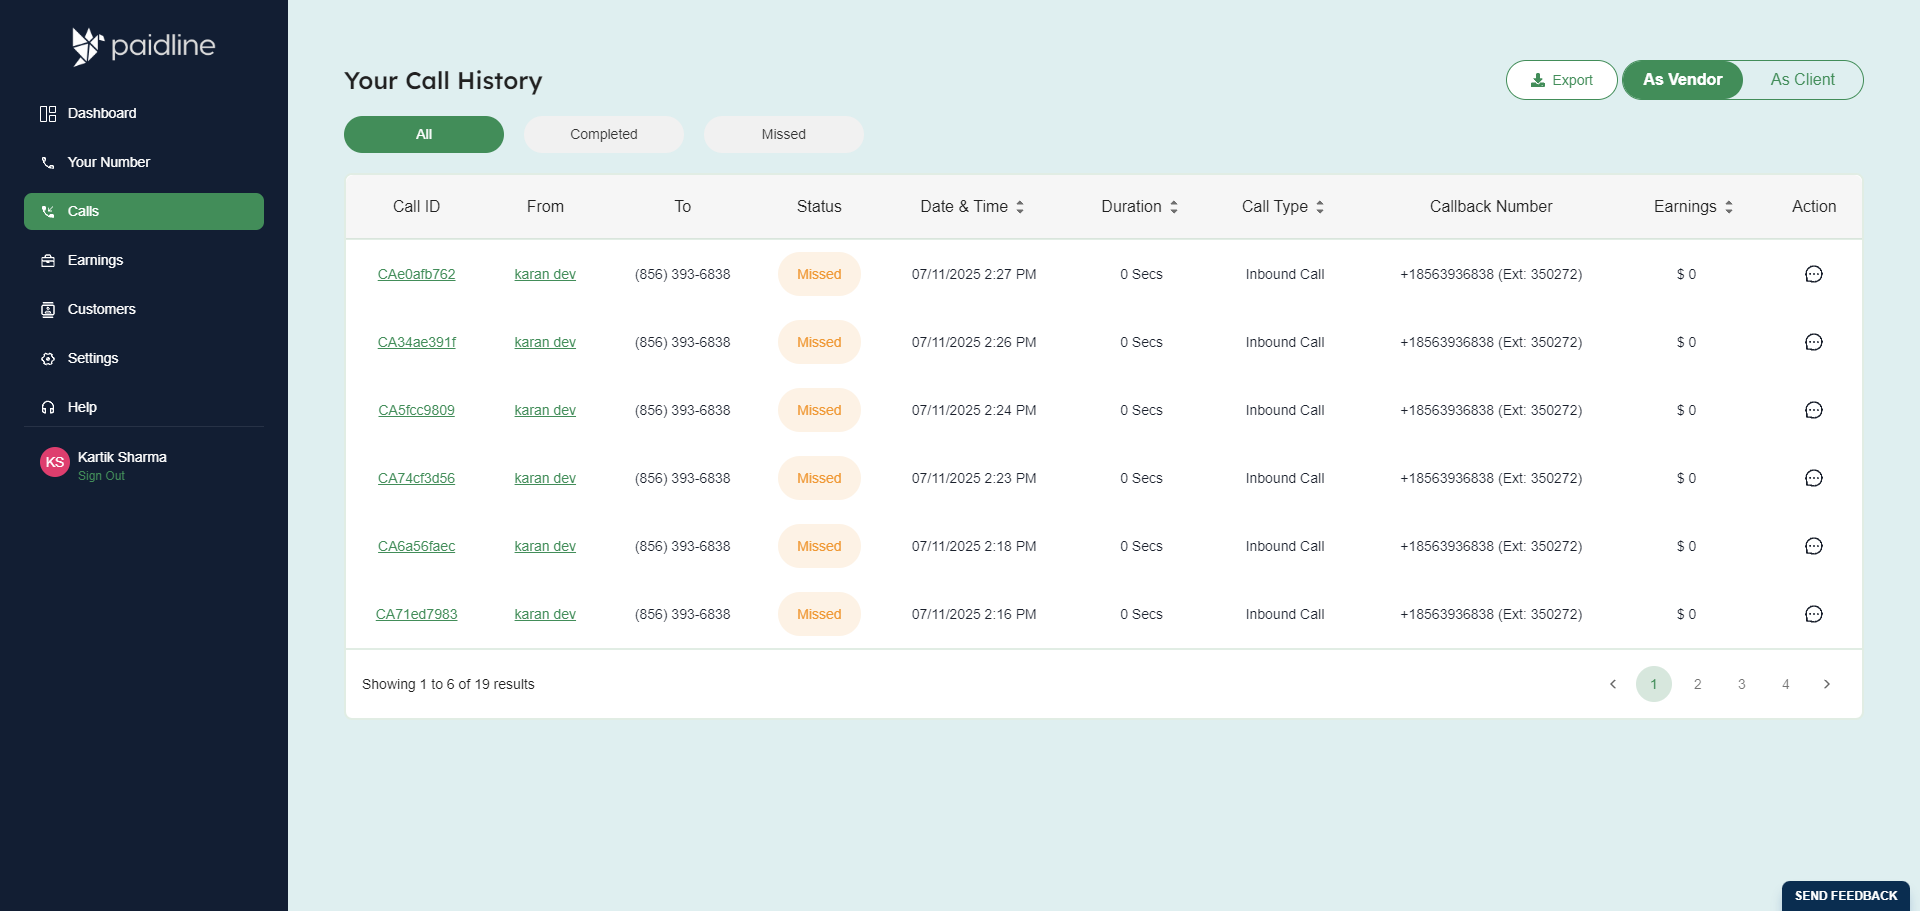 paidline
Dashboard
Your Number
Calls
Earnings
Customers
Settings
Help
KS
Kartik Sharma
Sign Out
Your Call History
Export
As Vendor
As Client
All
Completed
Missed
Call ID From To Status Date & Time Duration Call Type Callback Number Earnings Action
CAe0afb762 karan dev (856) 393-6838 Missed 07/11/2025 2:27 PM 0 Secs Inbound Call +18563936838 (Ext: 350272) $ 0
CA34ae391f karan dev (856) 393-6838 Missed 07/11/2025 2:26 PM 0 Secs Inbound Call +18563936838 (Ext: 350272) $ 0
CA5fcc9809 karan dev (856) 393-6838 Missed 07/11/2025 2:24 PM 0 Secs Inbound Call +18563936838 (Ext: 350272) $ 0
CA74cf3d56 karan dev (856) 393-6838 Missed 07/11/2025 2:23 PM 0 Secs Inbound Call +18563936838 (Ext: 350272) $ 0
CA6a56faec karan dev (856) 393-6838 Missed 07/11/2025 2:18 PM 0 Secs Inbound Call +18563936838 (Ext: 350272) $ 0
CA71ed7983 karan dev (856) 393-6838 Missed 07/11/2025 2:16 PM 0 Secs Inbound Call +18563936838 (Ext: 350272) $ 0
Showing 1 to 6 of 19 results
1 2 3 4
SEND FEEDBACK